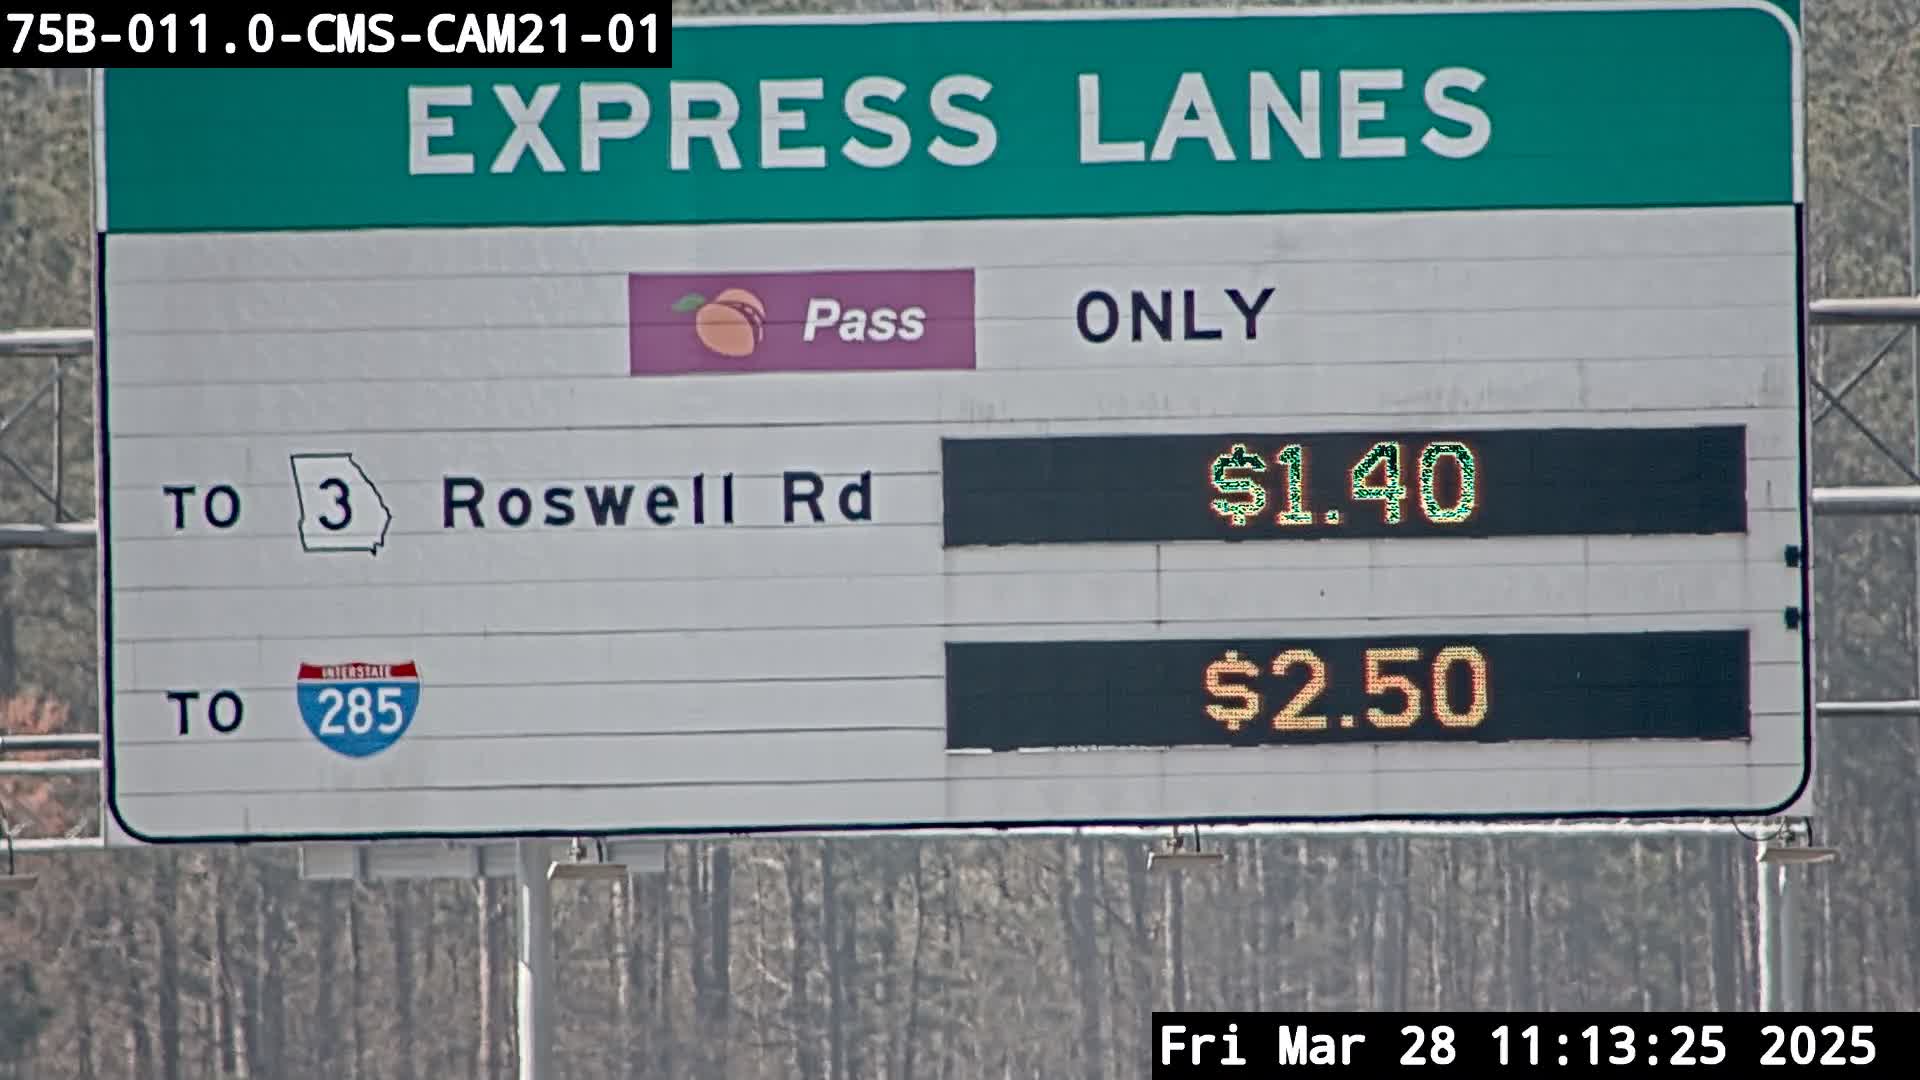 75B-011.0-CMS-CAM21-01
EXPRESS LANES
Pass ONLY
TO 3 Roswell Rd $1.40
TO INTERSTATE 285 $2.50
Fri Mar 28 11:13:25 2025